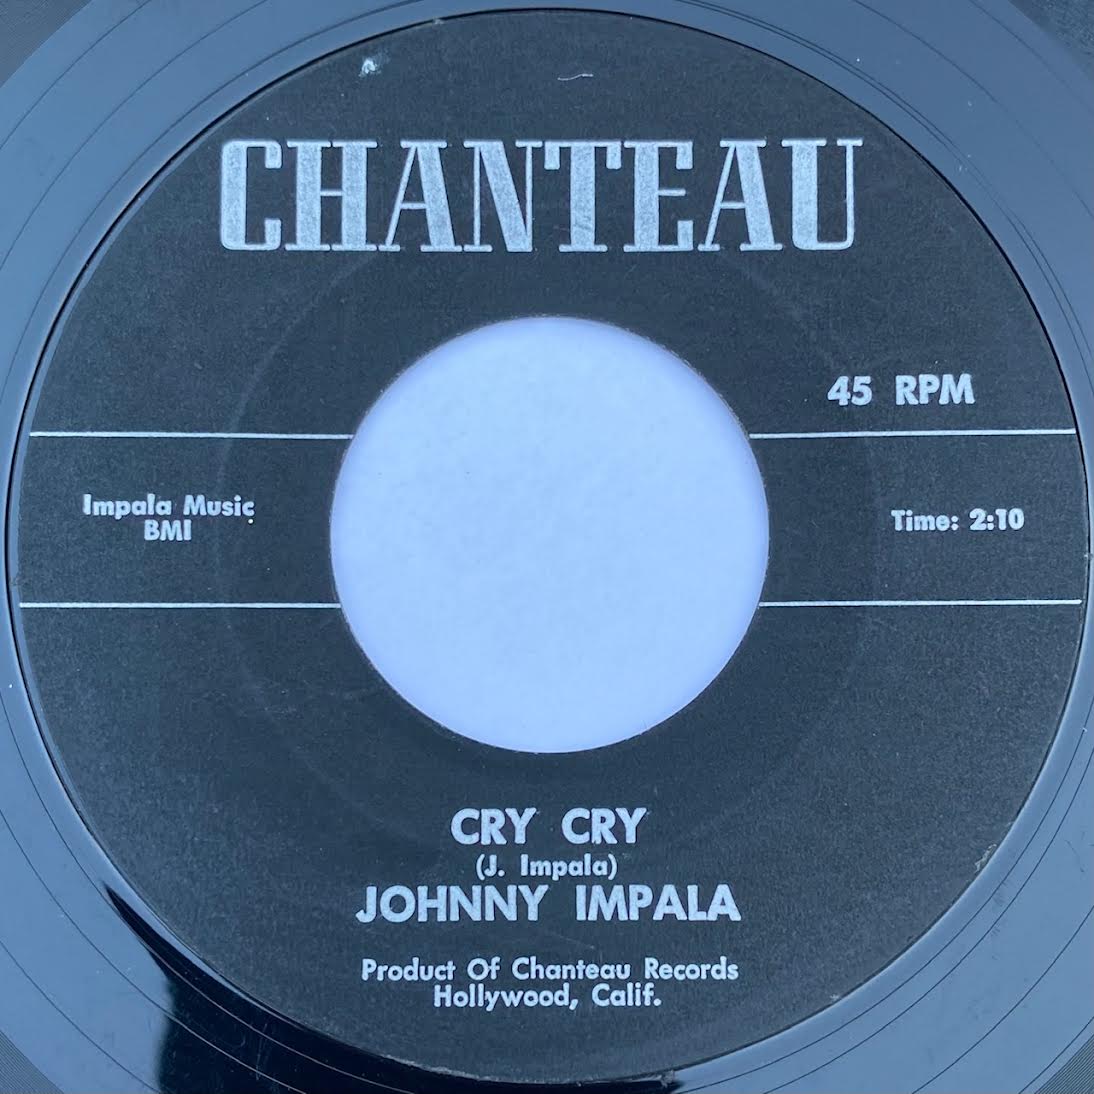 CHANTEAU
45 RPM
Impala Music
BMI
Time: 2:10
CRY CRY
(J. Impala)
JOHNNY IMPALA
Product Of Chanteau Records
Hollywood, Calif.